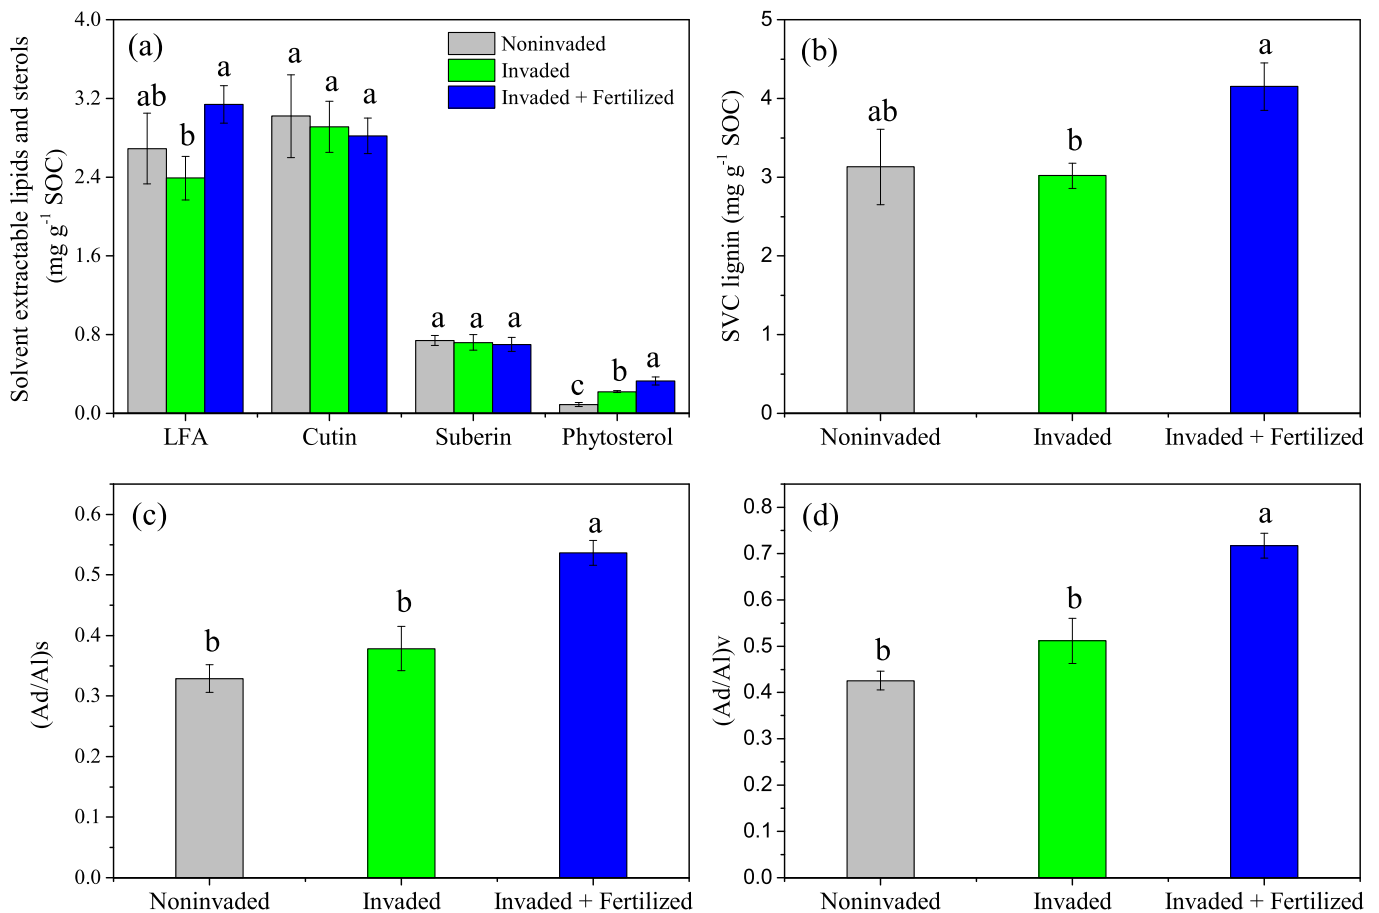 Solvent extractable lipids and sterols
(mg g-1 SOC)
4.0
3.2
2.4
1.6
0.8
0.0
(a)
Noninvaded
Invaded
Invaded + Fertilized
ab
b
a
a
a
a
a
a
a
c
b
a
LFA
Cutin
Suberin
Phytosterol
SVC lignin (mg g-1 SOC)
5
4
3
2
1
0
(b)
ab
b
a
Noninvaded
Invaded
Invaded + Fertilized
(Ad/Al)s
0.6
0.5
0.4
0.3
0.2
0.1
0.0
(c)
b
b
a
Noninvaded
Invaded
Invaded + Fertilized
(Ad/Al)v
0.8
0.7
0.6
0.5
0.4
0.3
0.2
0.1
0.0
(d)
b
b
a
Noninvaded
Invaded
Invaded + Fertilized